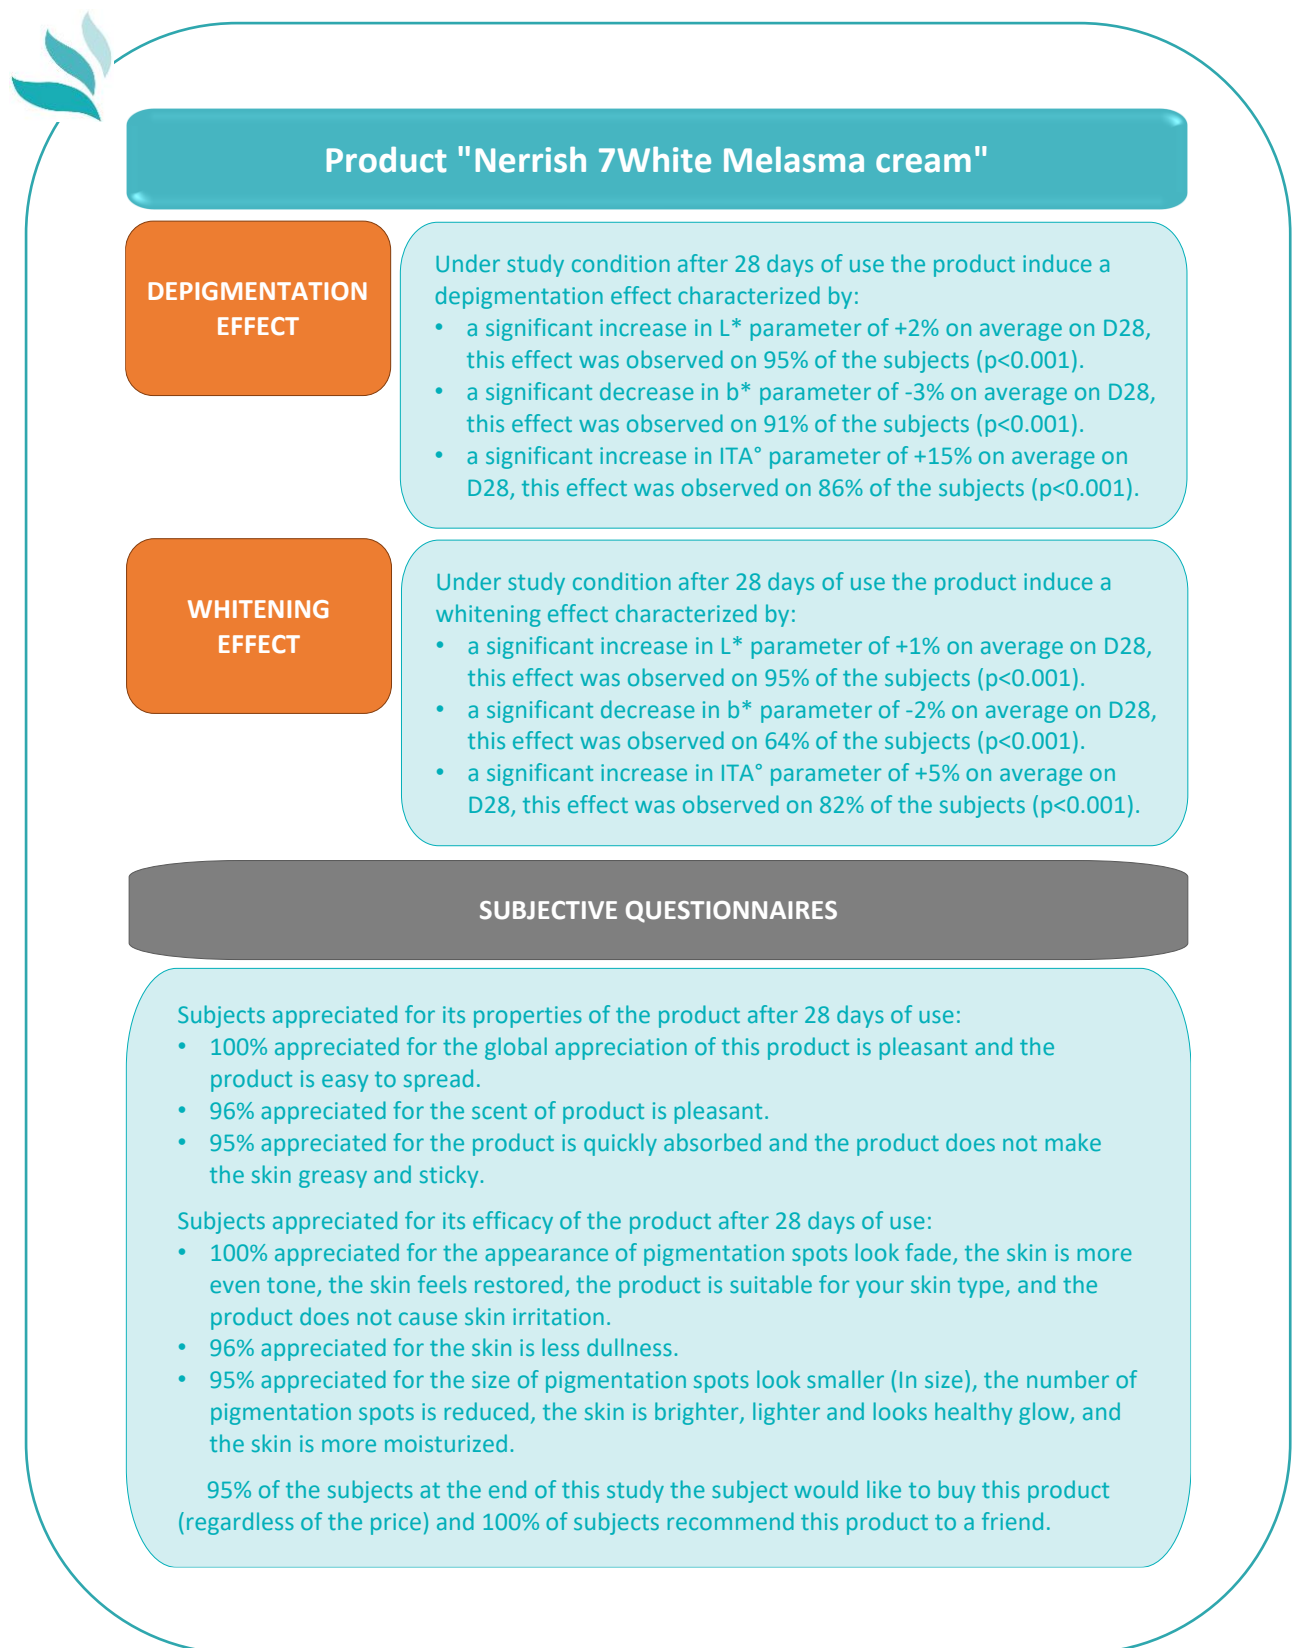 Product "Nerrish 7White Melasma cream"
DEPIGMENTATION
EFFECT
Under study condition after 28 days of use the product induce a
depigmentation effect characterized by:
• a significant increase in L* parameter of +2% on average on D28,
this effect was observed on 95% of the subjects (p<0.001).
• a significant decrease in b* parameter of -3% on average on D28,
this effect was observed on 91% of the subjects (p<0.001).
• a significant increase in ITA° parameter of +15% on average on
D28, this effect was observed on 86% of the subjects (p<0.001).
WHITENING
EFFECT
Under study condition after 28 days of use the product induce a
whitening effect characterized by:
• a significant increase in L* parameter of +1% on average on D28,
this effect was observed on 95% of the subjects (p<0.001).
• a significant decrease in b* parameter of -2% on average on D28,
this effect was observed on 64% of the subjects (p<0.001).
• a significant increase in ITA° parameter of +5% on average on
D28, this effect was observed on 82% of the subjects (p<0.001).
SUBJECTIVE QUESTIONNAIRES
Subjects appreciated for its properties of the product after 28 days of use:
• 100% appreciated for the global appreciation of this product is pleasant and the
product is easy to spread.
• 96% appreciated for the scent of product is pleasant.
• 95% appreciated for the product is quickly absorbed and the product does not make
the skin greasy and sticky.
Subjects appreciated for its efficacy of the product after 28 days of use:
• 100% appreciated for the appearance of pigmentation spots look fade, the skin is more
even tone, the skin feels restored, the product is suitable for your skin type, and the
product does not cause skin irritation.
• 96% appreciated for the skin is less dullness.
• 95% appreciated for the size of pigmentation spots look smaller (In size), the number of
pigmentation spots is reduced, the skin is brighter, lighter and looks healthy glow, and
the skin is more moisturized.
95% of the subjects at the end of this study the subject would like to buy this product
(regardless of the price) and 100% of subjects recommend this product to a friend.